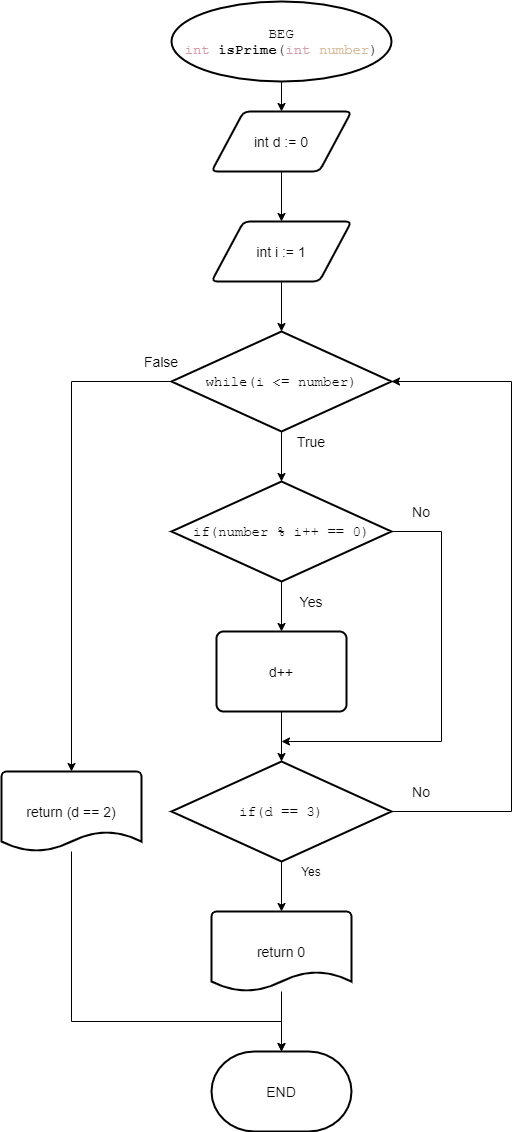 BEG
int isPrime(int number)
int d := 0
int i := 1
False
while(i <= number)
True
No
if(number % i++ == 0)
Yes
d++
No
return (d == 2)
if(d == 3)
Yes
return 0
END